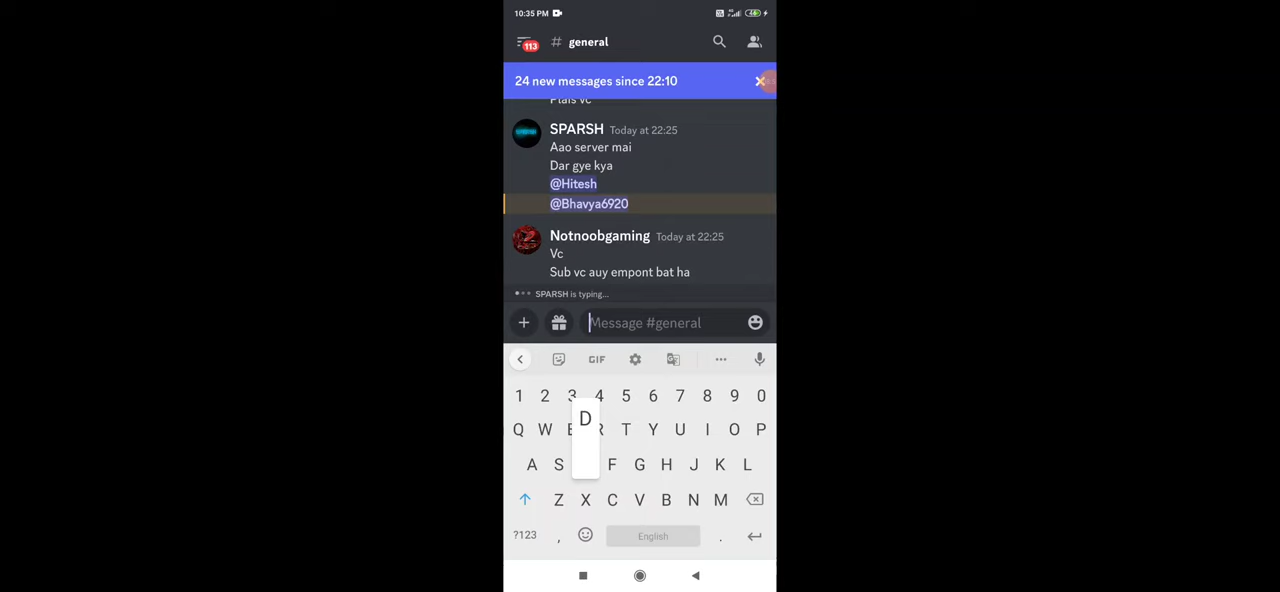 10:35 PM
113
# general
24 new messages since 22:10
Plais vc
SPARSH Today at 22:25
Aao server mai
Dar gye kya
@Hitesh
@Bhavya6920
Notnoobgaming Today at 22:25
Vc
Sub vc auy empont bat ha
SPARSH is typing...
Message #general
GIF
1 2 3 4 5 6 7 8 9 0
D
Q W E R T Y U I O P
A S F G H J K L
Z X C V B N M
?123 , English .